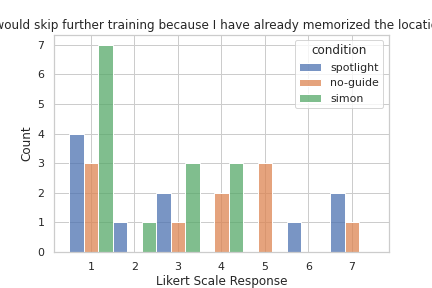 would skip further training because I have already memorized the locatio
7
6
5
4
3
2
1
0
Count
condition
spotlight
no-guide
simon
1 2 3 4 5 6 7
Likert Scale Response